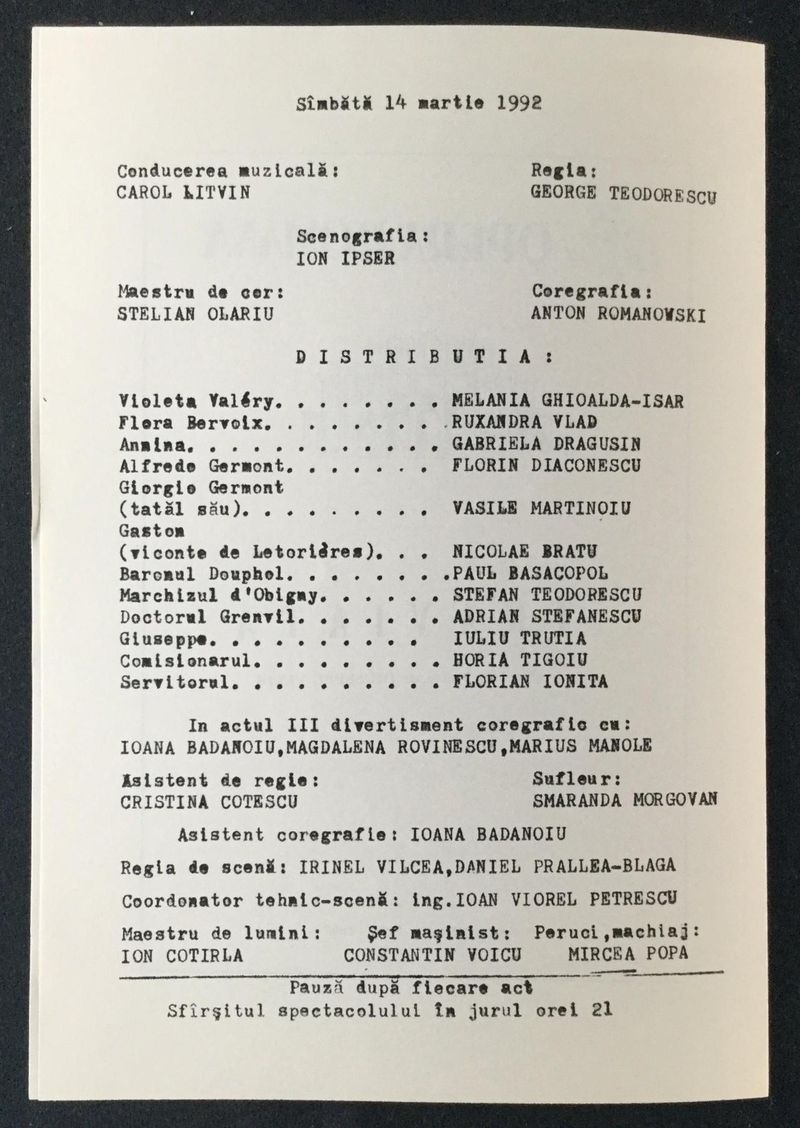 Sîmbătă 14 martie 1992
Conducerea muzicală: Regia:
CAROL LITVIN GEORGE TEODORESCU
Scenografia:
ION IPSER
Maestru de cor: Coregrafia:
STELIAN OLARIU ANTON ROMANOWSKI
D I S T R I B U T I A :
Violeta Valéry. . . . . . . . MELANIA GHIOALDA-ISAR
Flora Bervoix. . . . . . . . .RUXANDRA VLAD
Annina. . . . . . . . . . . . GABRIELA DRAGUSIN
Alfredo Germont. . . . . . . FLORIN DIACONESCU
Giorgio Germont
(tatăl său). . . . . . . . . VASILE MARTINOIU
Gaston
(viconte de Letorières). . . NICOLAE BRATU
Baronul Douphol. . . . . . . .PAUL BASACOPOL
Marchizul d'Obigny. . . . . . STEFAN TEODORESCU
Doctorul Grenvil. . . . . . . ADRIAN STEFANESCU
Giuseppe. . . . . . . . . . IULIU TRUTIA
Comisionarul. . . . . . . . . HORIA TIGOIU
Servitorul. . . . . . . . . . FLORIAN IONITA
In actul III divertisment coregrafic cu:
IOANA BADANOIU,MAGDALENA ROVINESCU,MARIUS MANOLE
Asistent de regie: Sufleur:
CRISTINA COTESCU SMARANDA MORGOVAN
Asistent coregrafie: IOANA BADANOIU
Regia de scenă: IRINEL VILCEA,DANIEL PRALLEA-BLAGA
Coordonator tehnic-scenă: ing.IOAN VIOREL PETRESCU
Maestru de lumini: Şef maşinist: Peruci,machiaj:
ION COTIRLA CONSTANTIN VOICU MIRCEA POPA
Pauză după fiecare act
Sfîrşitul spectacolului în jurul orei 21